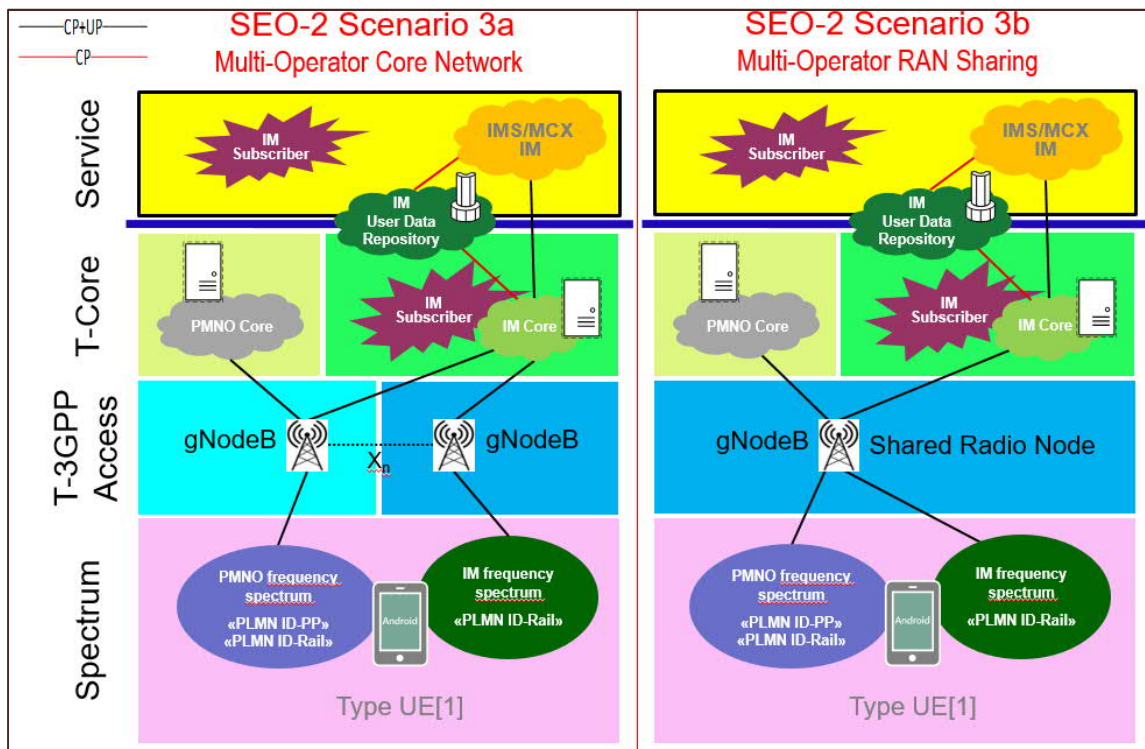 CP+UP
CP
SEO-2 Scenario 3a
Multi-Operator Core Network
SEO-2 Scenario 3b
Multi-Operator RAN Sharing
Service
IM
Subscriber
IMS/MCX
IM
IM
User Data
Repository
IM
Subscriber
IMS/MCX
IM
IM
User Data
Repository
T-Core
PMNO Core
IM
Subscriber
IM Core
PMNO Core
IM
Subscriber
IM Core
T-3GPP
Access
gNodeB
Xn
gNodeB
gNodeB
Shared Radio Node
Spectrum
PMNO frequency
spectrum
«PLMN ID-PP»
«PLMN ID-Rail»
Android
IM frequency
spectrum
«PLMN ID-Rail»
Type UE[1]
PMNO frequency
spectrum
«PLMN ID-PP»
«PLMN ID-Rail»
Android
IM frequency
spectrum
«PLMN ID-Rail»
Type UE[1]